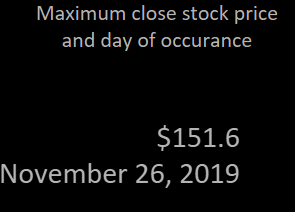 Maximum close stock price
and day of occurance
$151.6
November 26, 2019